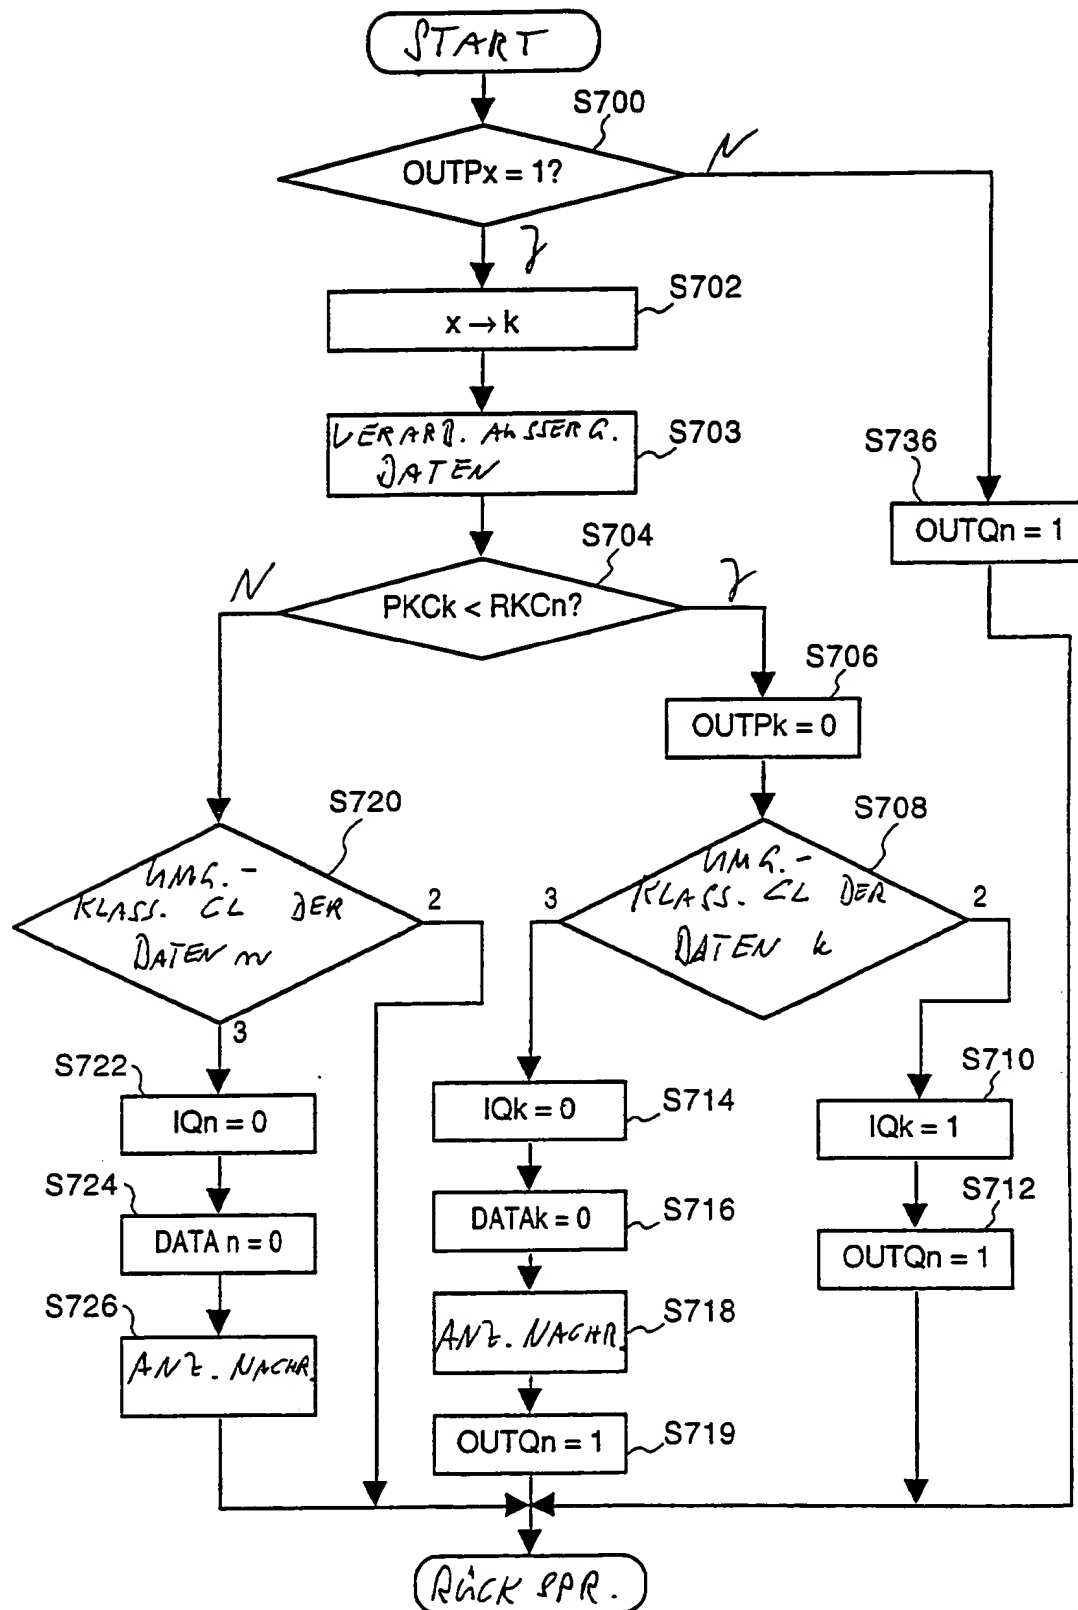 START
S700
OUTPx = 1?
N
J
S702
x → k
S703
VERARB. AUSSERG.
DATEN
S736
OUTQn = 1
S704
N
PKCk < RKCn?
J
S706
OUTPk = 0
S720
UMG.-
KLASS. CL DER
DATEN n
2
3
S708
UMG.-
KLASS. CL DER
DATEN k
3
2
S722
IQn = 0
S714
IQk = 0
S710
IQk = 1
S724
DATA n = 0
S716
DATAk = 0
S712
OUTQn = 1
S726
ANZ. NACHR.
S718
ANZ. NACHR.
OUTQn = 1
S719
RÜCKSPR.